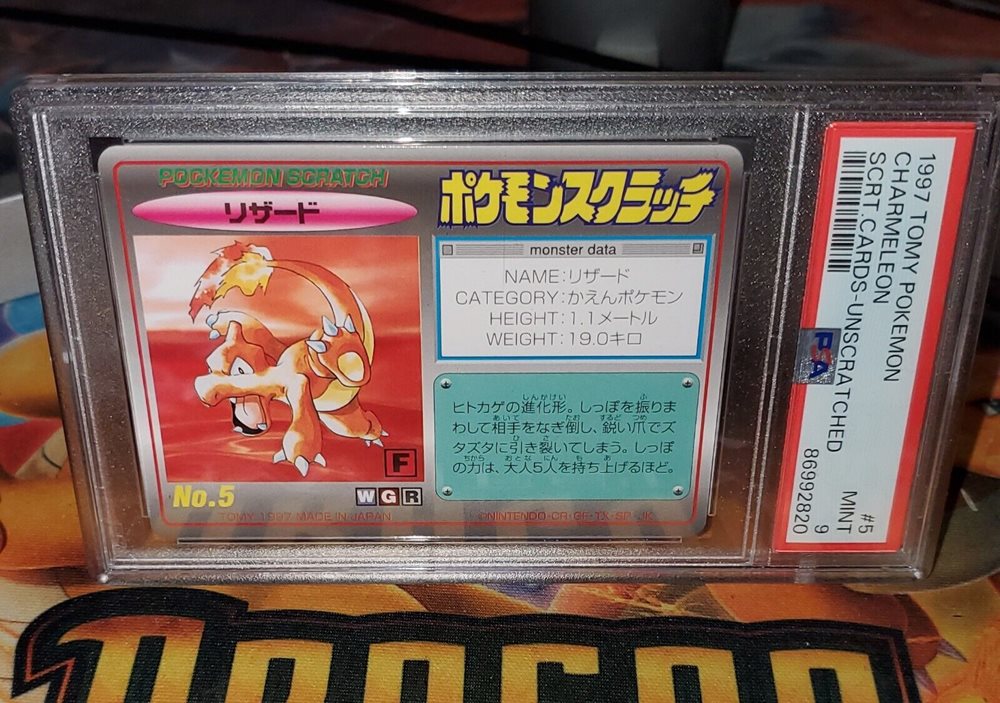 POCKEMON SCRATCH
リザード
ポケモンスクラッチ
monster data
NAME:リザード
CATEGORY:かえんポケモン
HEIGHT:1.1メートル
WEIGHT:19.0キロ
ヒトカゲの進化形。しっぽを振りま
わして相手をなぎ倒し、鋭い爪でズ
タズタに引き裂いてしまう。しっぽ
の力は、大人5人を持ち上げるほど。
F
No.5
W G R
TOMY 1997 MADE IN JAPAN
©NINTENDO·CR·GF·TX·SP·JK
1997 TOMY POKEMON
CHARMELEON
SCRT.CARDS-UNSCRATCHED
#5
MINT
9
86992820
PSA